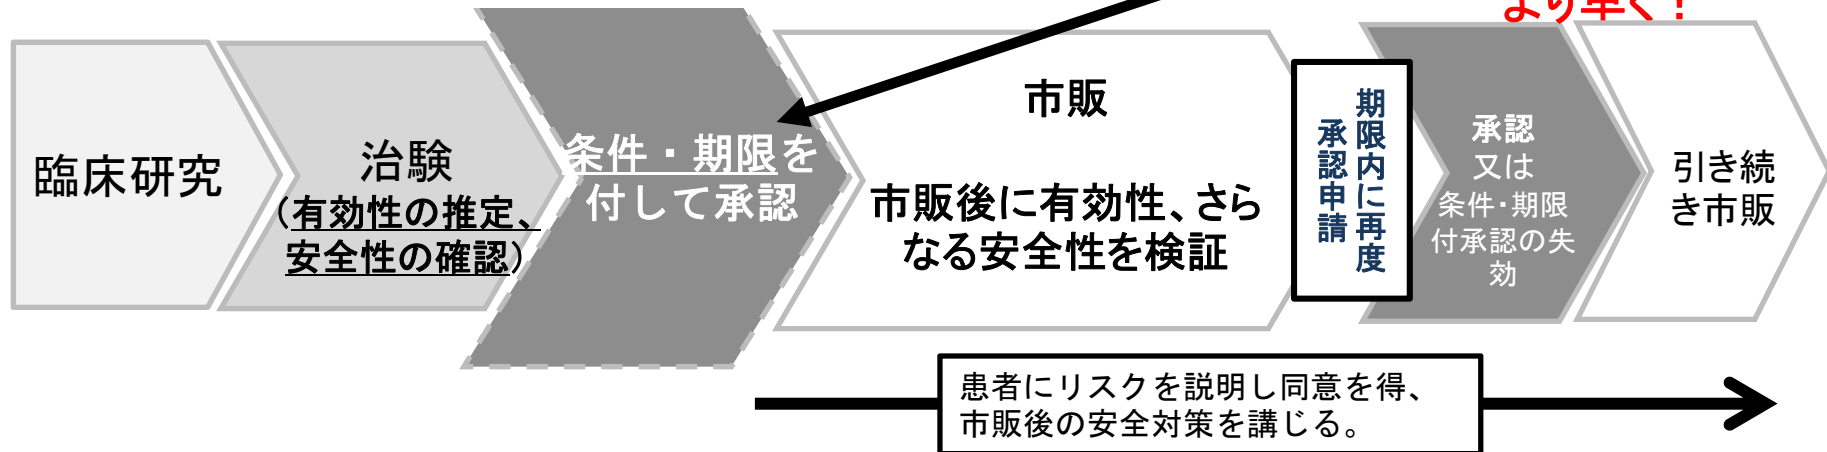 より早く！
臨床研究
治験
（有効性の推定、
安全性の確認）
条件・期限を
付して承認
市販
市販後に有効性、さら
なる安全性を検証
期限内に再度
承認申請
承認
又は
条件・期限
付承認の失
効
引き続
き市販
患者にリスクを説明し同意を得、
市販後の安全対策を講じる。